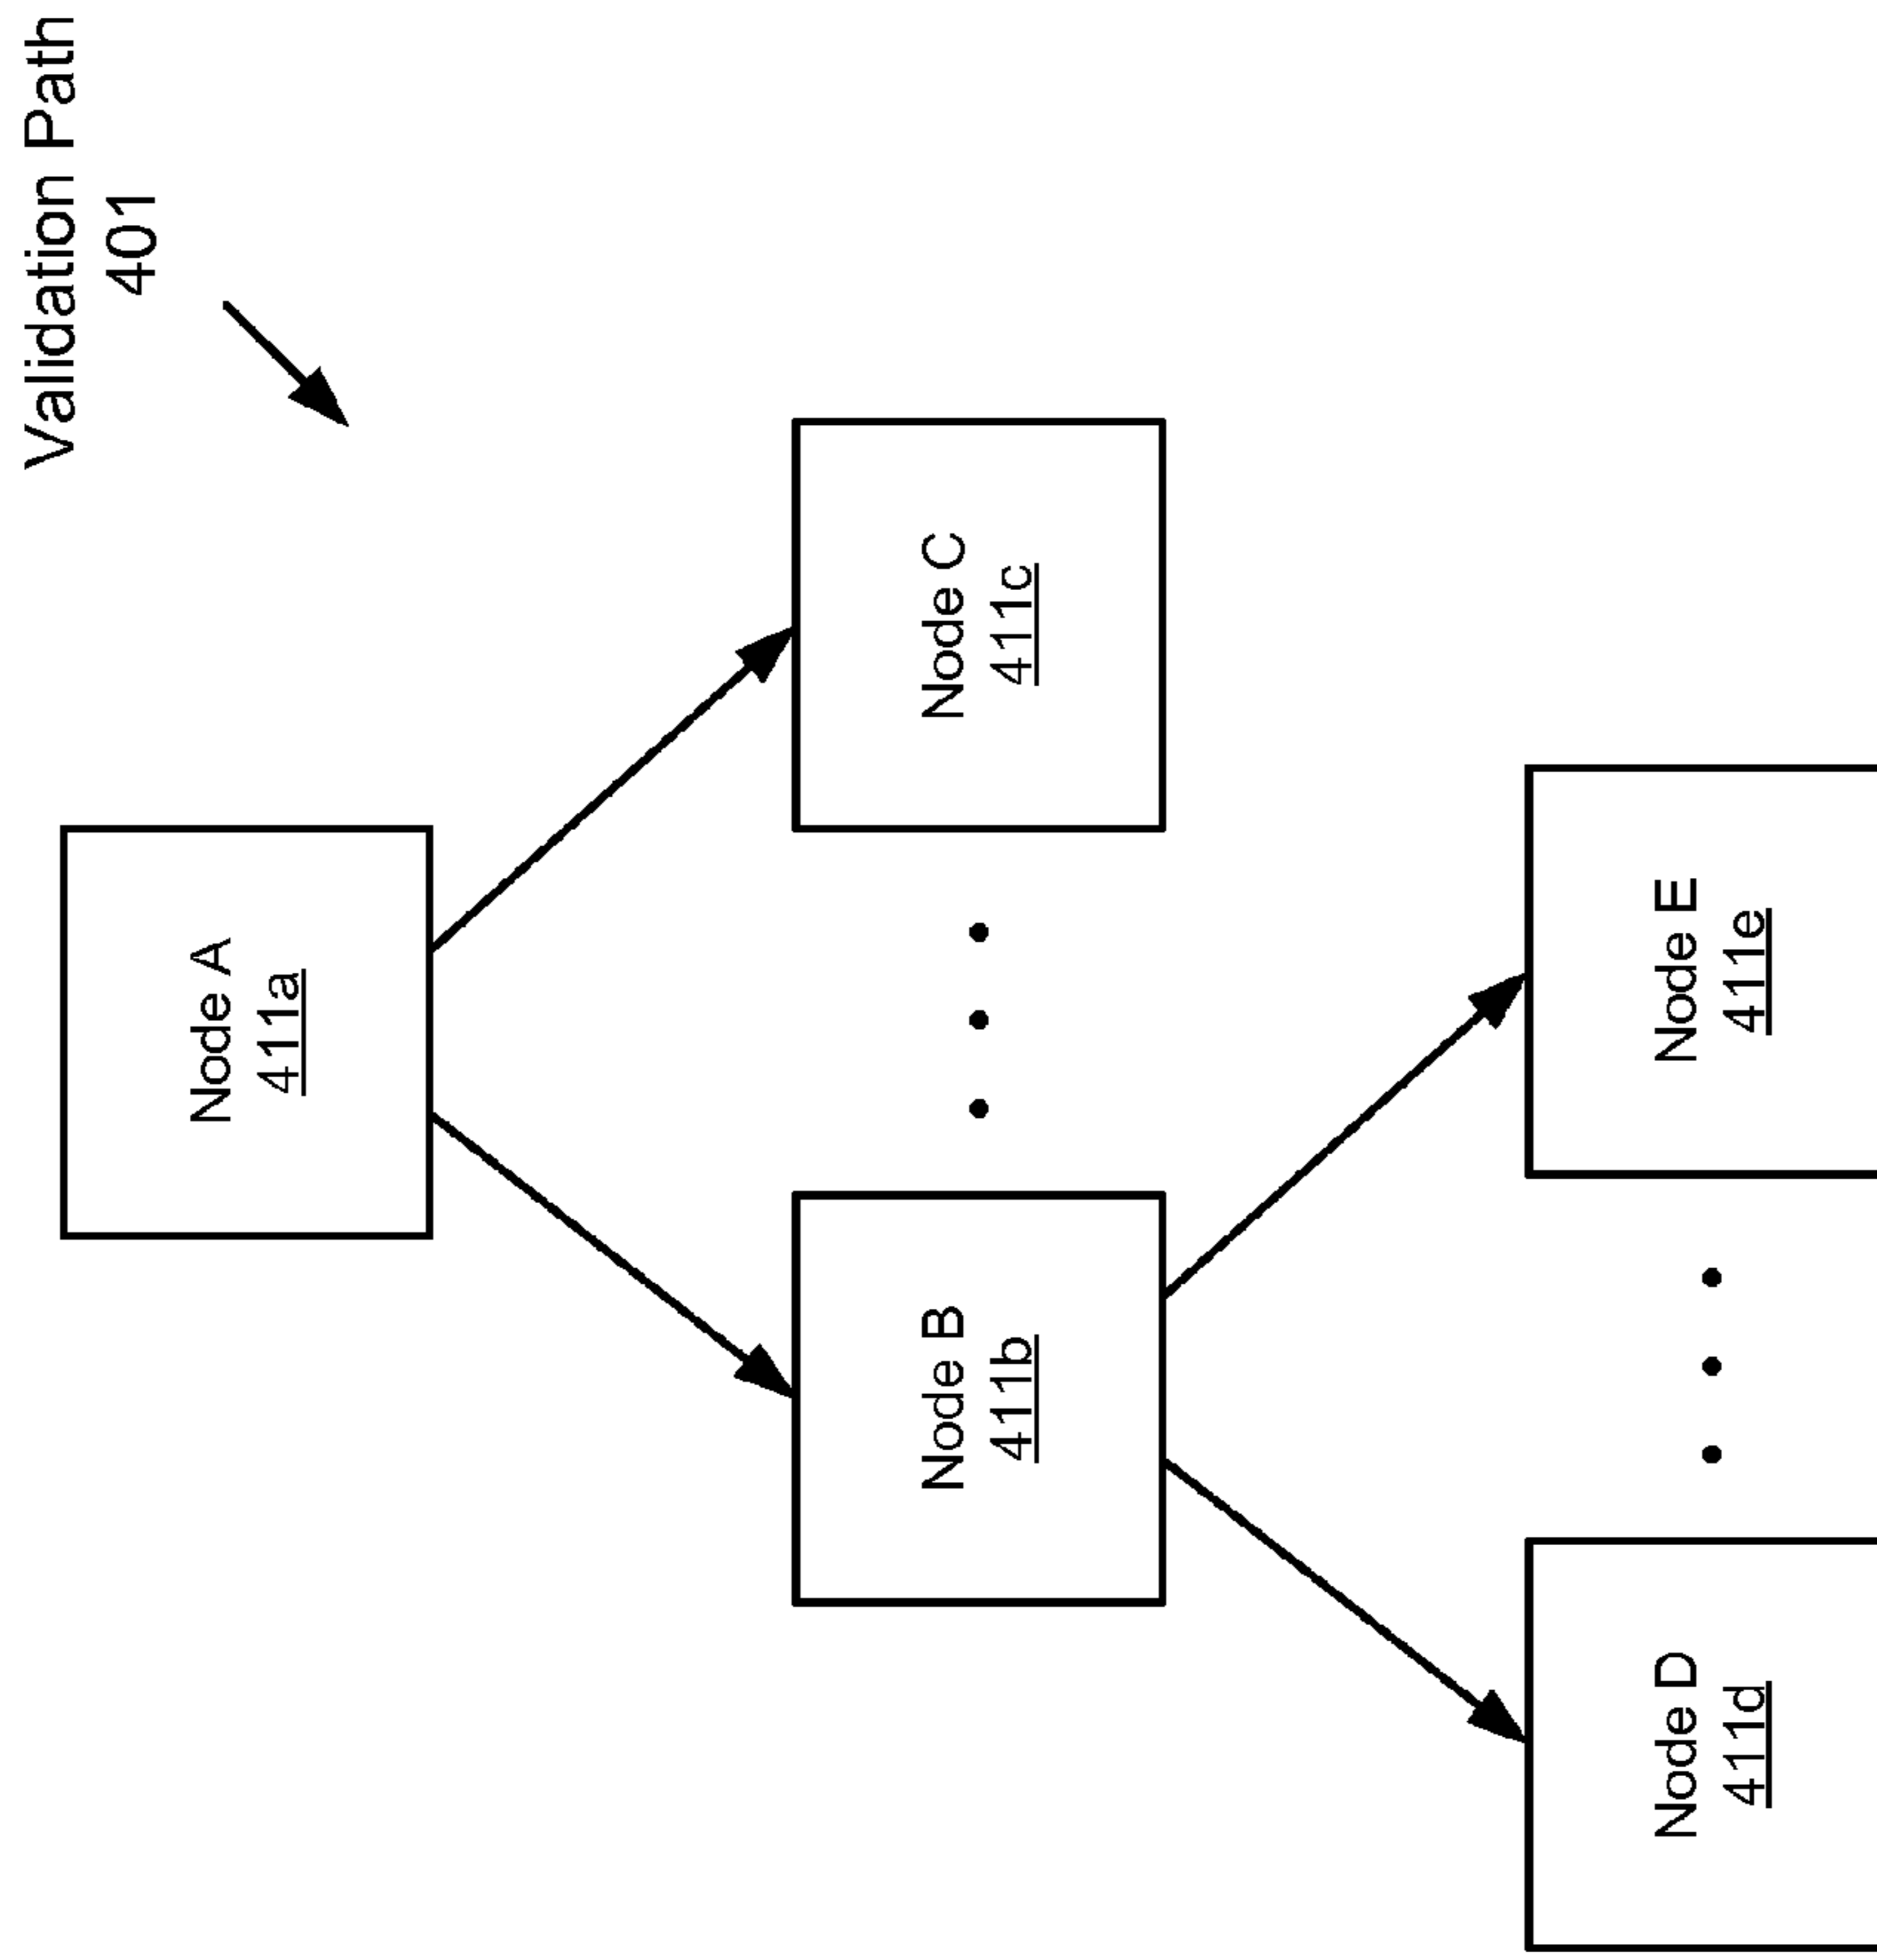 Validation Path
401
Node A
411a
Node B
411b
Node C
411c
Node D
411d
Node E
411e